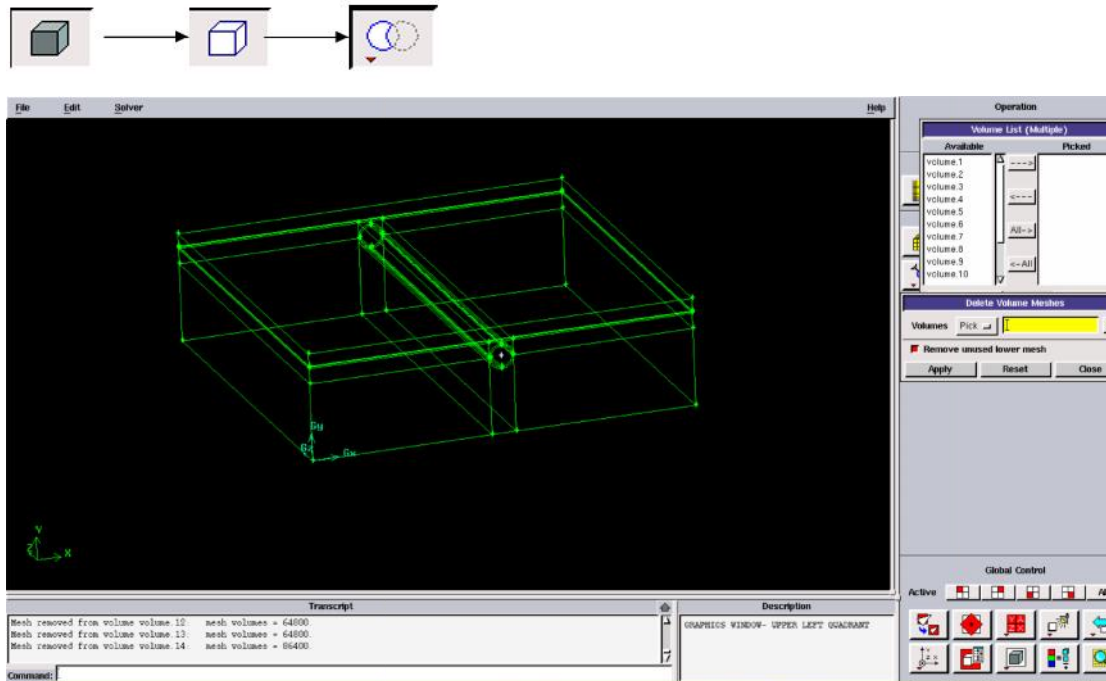 File Edit Solver Help
Operation
Volume List (Multiple)
Available Picked
volume.1
volume.2
volume.3
volume.4
volume.5
volume.6
volume.7
volume.8
volume.9
volume.10
--->
<---
All->
<-All
Delete Volume Meshes
Volumes Pick
Remove unused lower mesh
Apply Reset Close
Gy
Gx
Y
Z X
Global Control
Active
Transcript
Mesh removed from volume volume.12: mesh volumes = 64800.
Mesh removed from volume volume.13: mesh volumes = 64800.
Mesh removed from volume volume.14: mesh volumes = 86400.
Command:
Description
GRAPHICS WINDOW- UPPER LEFT QUADRANT